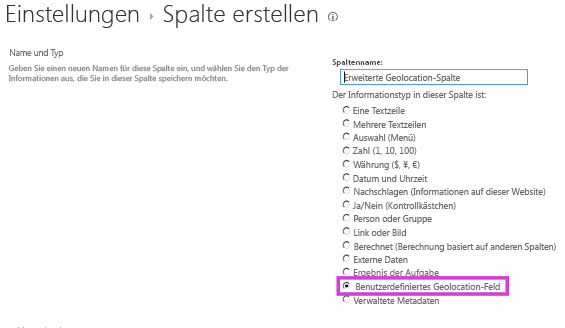 Einstellungen › Spalte erstellen ⓘ
Name und Typ
Geben Sie einen neuen Namen für diese Spalte ein, und wählen Sie den Typ der
Informationen aus, die Sie in dieser Spalte speichern möchten.
Spaltenname:
Erweiterte Geolocation-Spalte
Der Informationstyp in dieser Spalte ist:
Eine Textzeile
Mehrere Textzeilen
Auswahl (Menü)
Zahl (1, 10, 100)
Währung ($, ¥, €)
Datum und Uhrzeit
Nachschlagen (Informationen auf dieser Website)
Ja/Nein (Kontrollkästchen)
Person oder Gruppe
Link oder Bild
Berechnet (Berechnung basiert auf anderen Spalten)
Externe Daten
Ergebnis der Aufgabe
Benutzerdefiniertes Geolocation-Feld
Verwaltete Metadaten